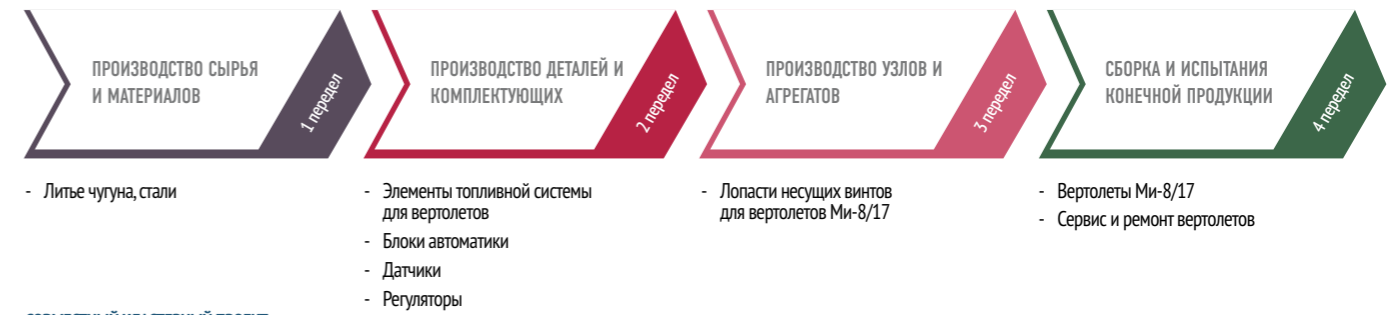 ПРОИЗВОДСТВО СЫРЬЯ
И МАТЕРИАЛОВ
1 передел
- Литье чугуна, стали
ПРОИЗВОДСТВО ДЕТАЛЕЙ И
КОМПЛЕКТУЮЩИХ
2 передел
- Элементы топливной системы
для вертолетов
- Блоки автоматики
- Датчики
- Регуляторы
ПРОИЗВОДСТВО УЗЛОВ И
АГРЕГАТОВ
3 передел
- Лопасти несущих винтов
для вертолетов Ми-8/17
СБОРКА И ИСПЫТАНИЯ
КОНЕЧНОЙ ПРОДУКЦИИ
4 передел
- Вертолеты Ми-8/17
- Сервис и ремонт вертолетов